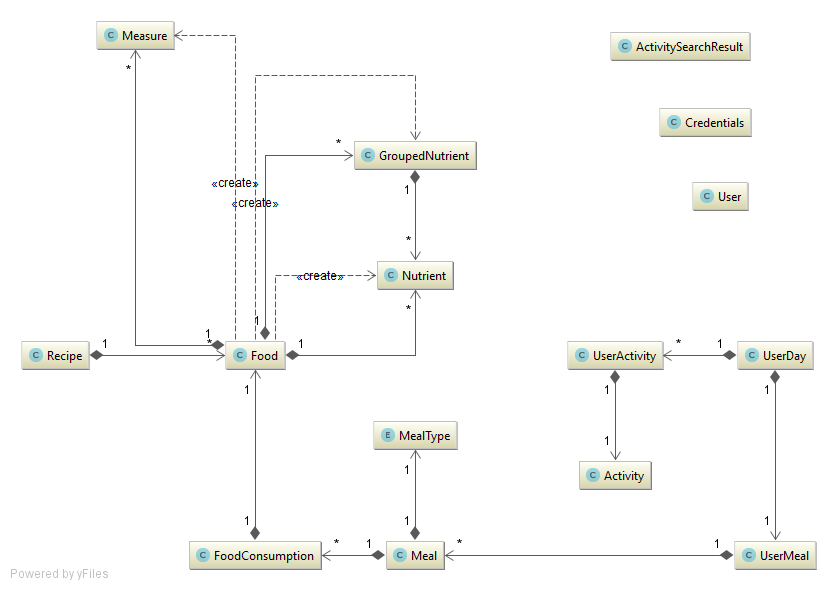 C Measure
C ActivitySearchResult
*
C Credentials
*
C GroupedNutrient
«create»
1
C User
«create»
*
C Nutrient
«create»
*
1
1
C Recipe
1
*
C Food
1
C UserActivity
*
1
C UserDay
1
1
1
E MealType
1
1
C Activity
1
1
1
1
C FoodConsumption
*
1
C Meal
*
1
C UserMeal
Powered by yFiles